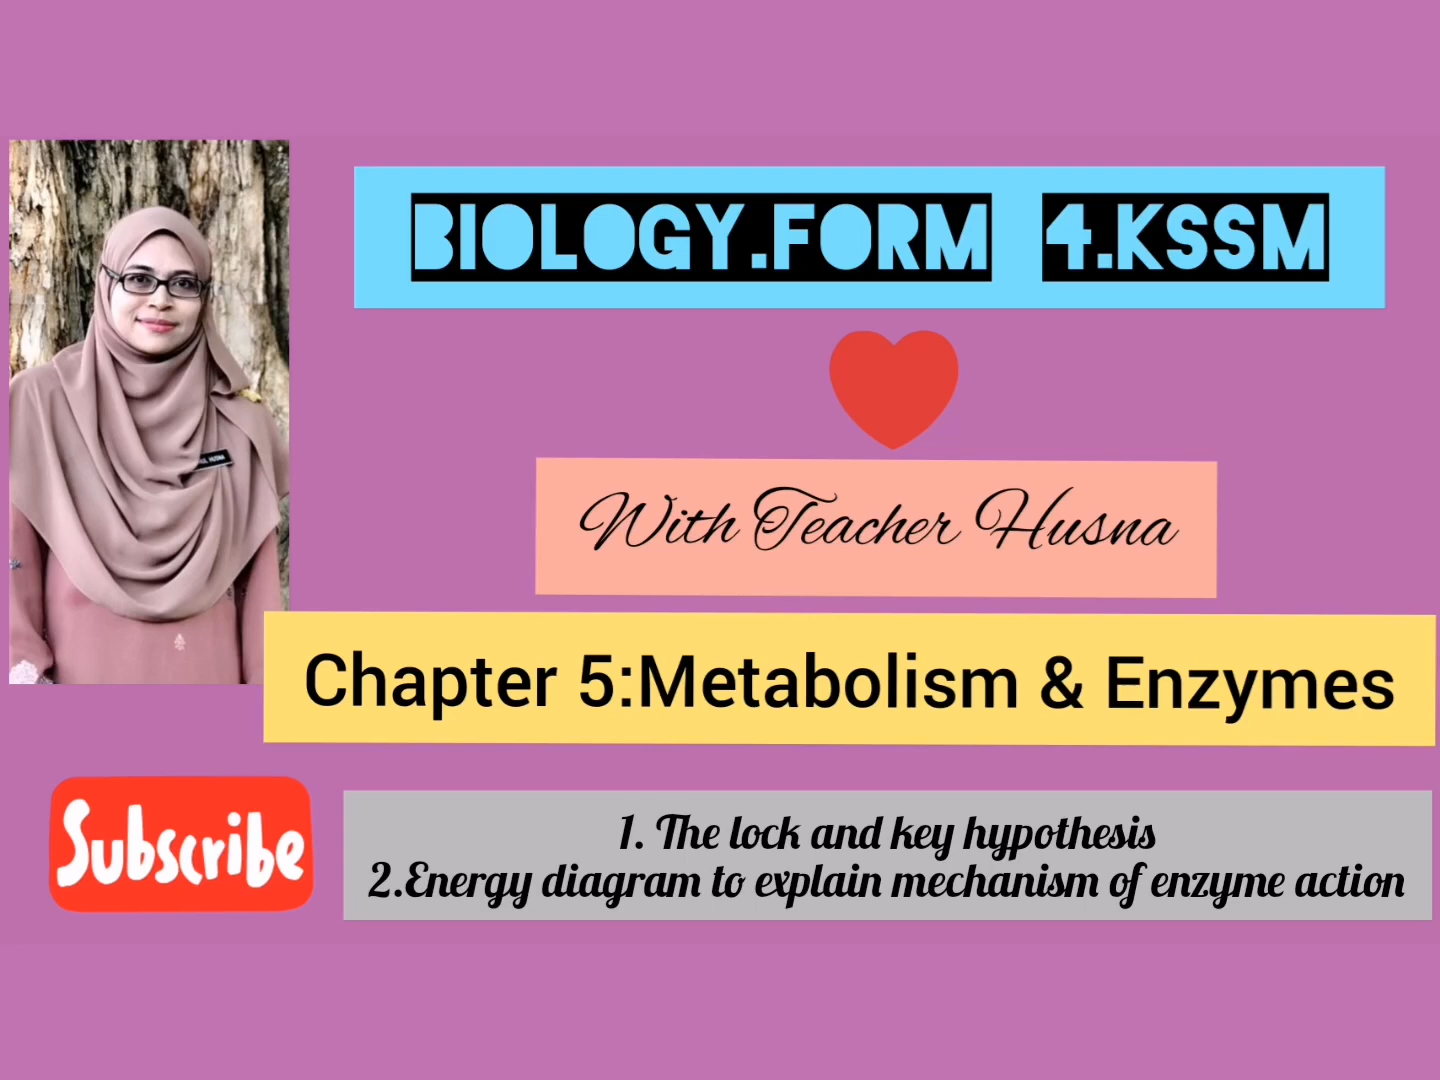 BIOLOGY.FORM 4.KSSM
With Teacher Husna
HUSNA
Chapter 5:Metabolism & Enzymes
Subscribe
1. The lock and key hypothesis
2.Energy diagram to explain mechanism of enzyme action